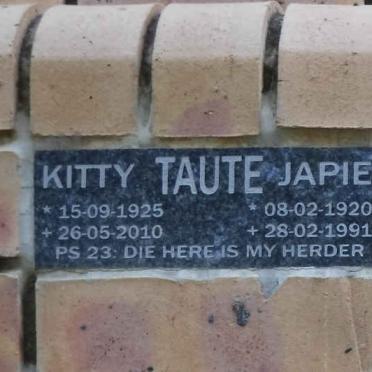 KITTY TAUTE JAPIE
* 15-09-1925 * 08-02-1920
+ 26-05-2010 + 28-02-1991
PS 23: DIE HERE IS MY HERDER